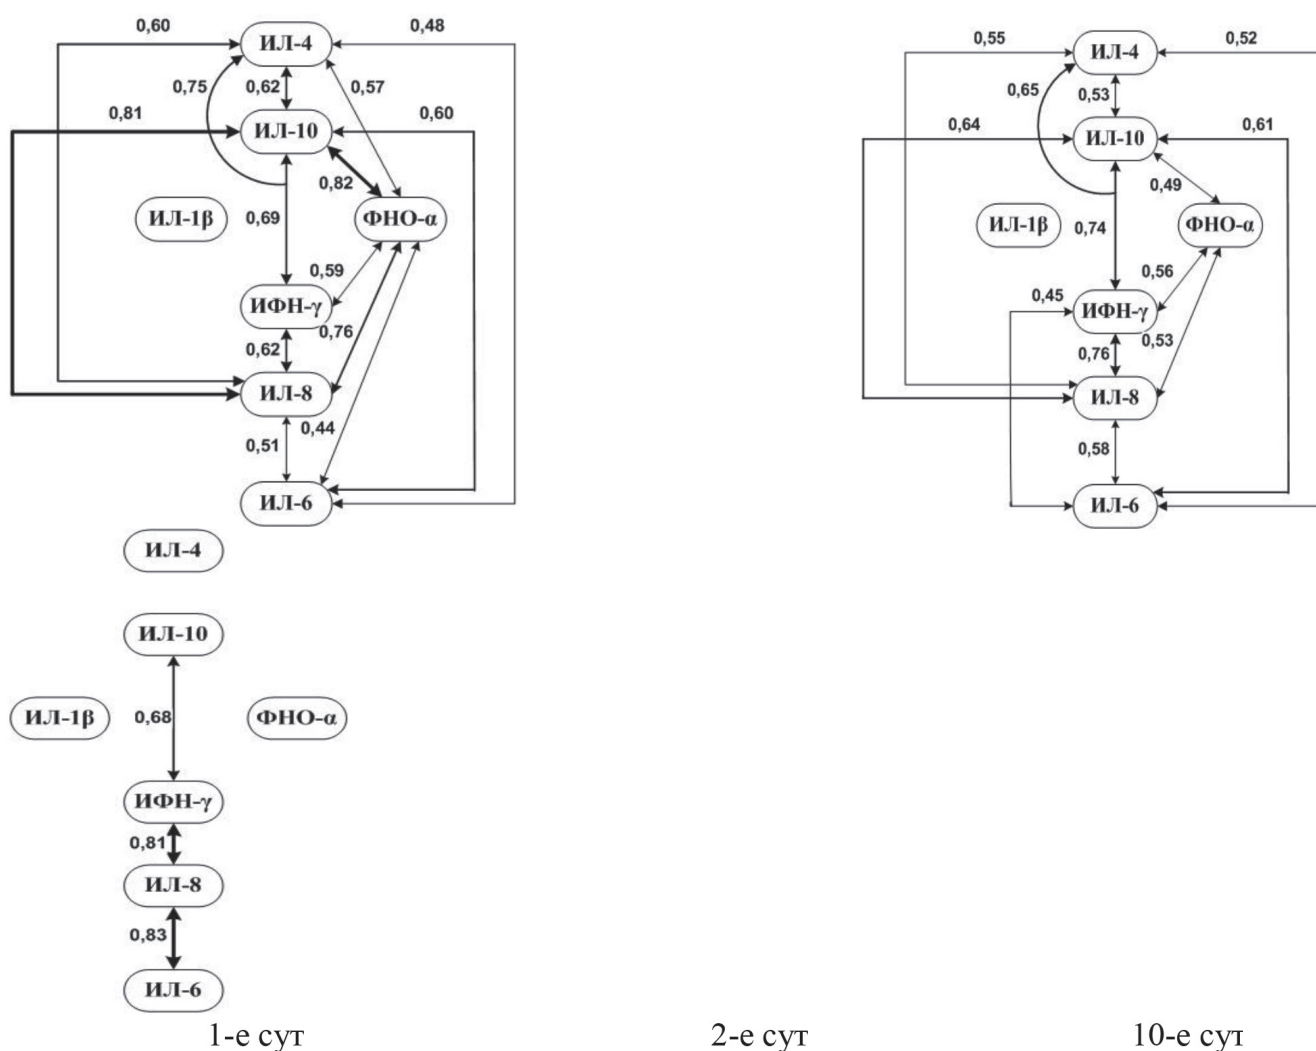 0,60
0,48
ИЛ-4
0,75
0,62
0,57
0,81
0,60
ИЛ-10
0,82
ИЛ-1β
0,69
ФНО-α
0,59
ИФН-γ
0,76
0,62
ИЛ-8
0,44
0,51
ИЛ-6
0,55
0,52
ИЛ-4
0,65
0,53
0,64
0,61
ИЛ-10
0,49
ИЛ-1β
0,74
ФНО-α
0,56
0,45
ИФН-γ
0,53
0,76
ИЛ-8
0,58
ИЛ-6
ИЛ-4
ИЛ-10
ИЛ-1β
0,68
ФНО-α
ИФН-γ
0,81
ИЛ-8
0,83
ИЛ-6
1-е сут
2-е сут
10-е сут